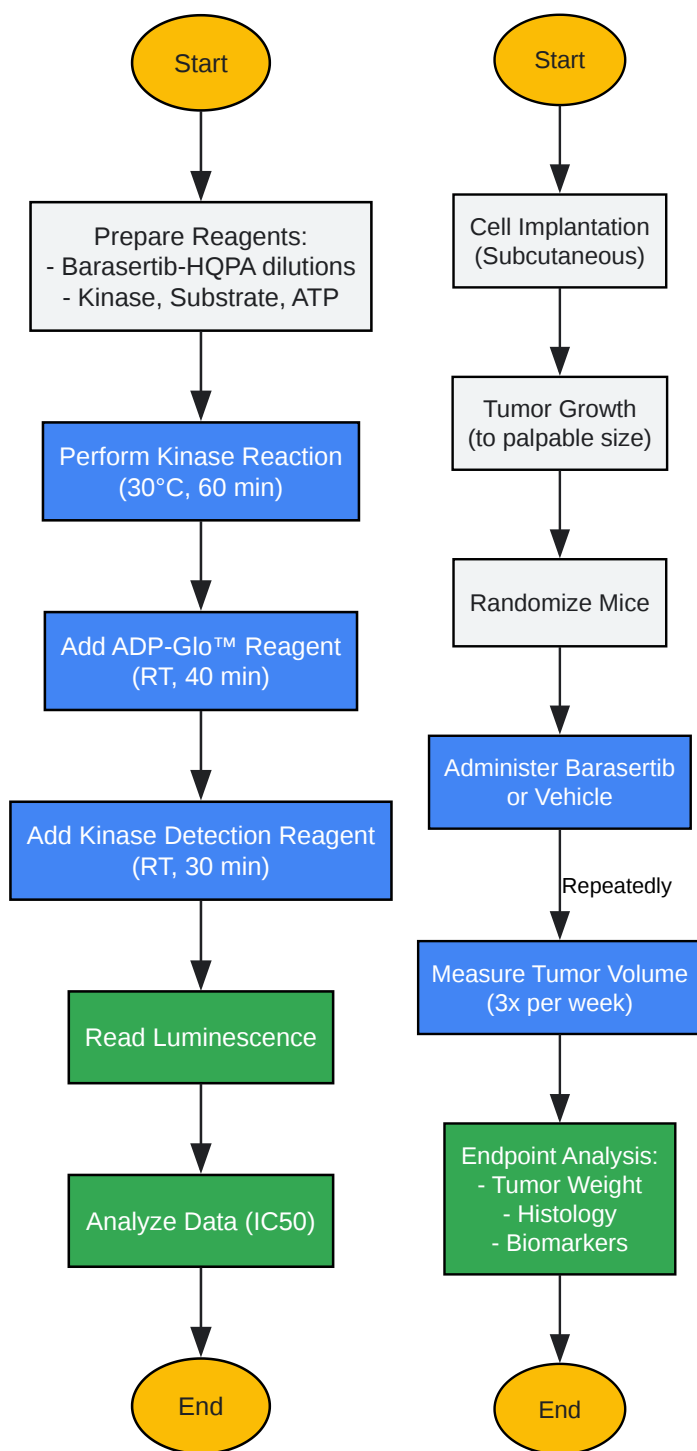 Start
Prepare Reagents:
- Barasertib-HQPA dilutions
- Kinase, Substrate, ATP
Perform Kinase Reaction
(30°C, 60 min)
Add ADP-Glo™ Reagent
(RT, 40 min)
Add Kinase Detection Reagent
(RT, 30 min)
Read Luminescence
Analyze Data (IC50)
End
Start
Cell Implantation
(Subcutaneous)
Tumor Growth
(to palpable size)
Randomize Mice
Administer Barasertib
or Vehicle
Repeatedly
Measure Tumor Volume
(3x per week)
Endpoint Analysis:
- Tumor Weight
- Histology
- Biomarkers
End